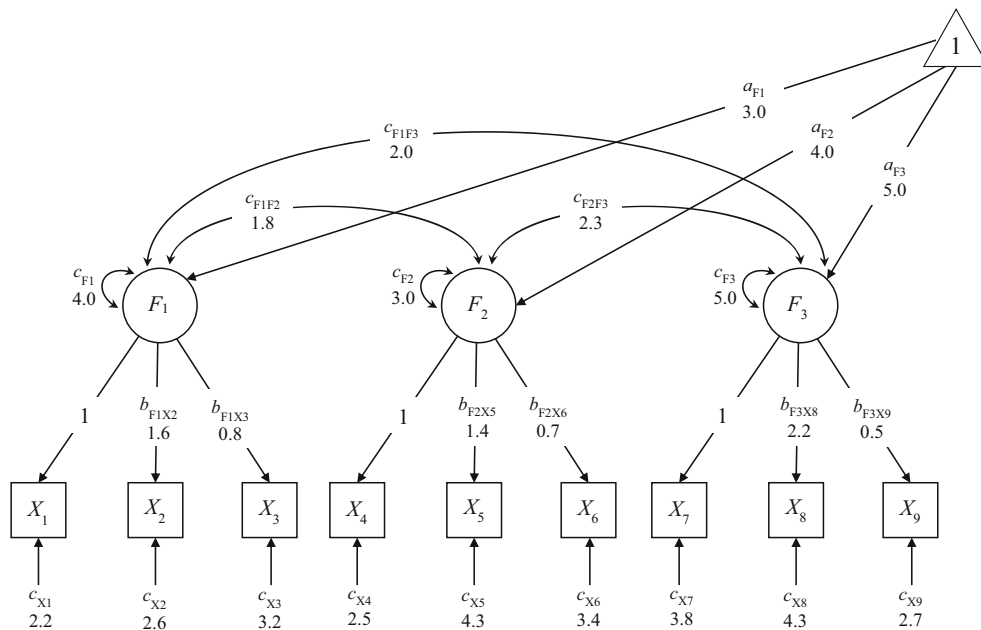 1
a_F1
3.0
a_F2
4.0
a_F3
5.0
c_F1F3
2.0
c_F1F2
1.8
c_F2F3
2.3
c_F1
4.0
F_1
c_F2
3.0
F_2
c_F3
5.0
F_3
1
b_F1X2
1.6
b_F1X3
0.8
1
b_F2X5
1.4
b_F2X6
0.7
1
b_F3X8
2.2
b_F3X9
0.5
X_1 X_2 X_3 X_4 X_5 X_6 X_7 X_8 X_9
c_X1 c_X2 c_X3 c_X4 c_X5 c_X6 c_X7 c_X8 c_X9
2.2 2.6 3.2 2.5 4.3 3.4 3.8 4.3 2.7